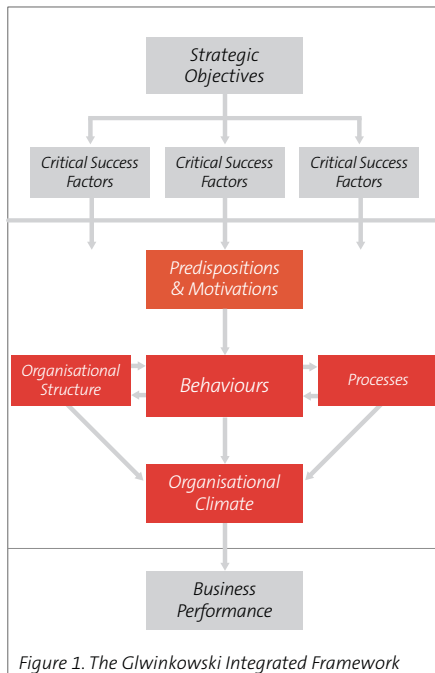 Strategic
Objectives
Critical Success
Factors
Critical Success
Factors
Critical Success
Factors
Predispositions
& Motivations
Organisational
Structure
Behaviours
Processes
Organisational
Climate
Business
Performance
Figure 1. The Glwinkowski Integrated Framework